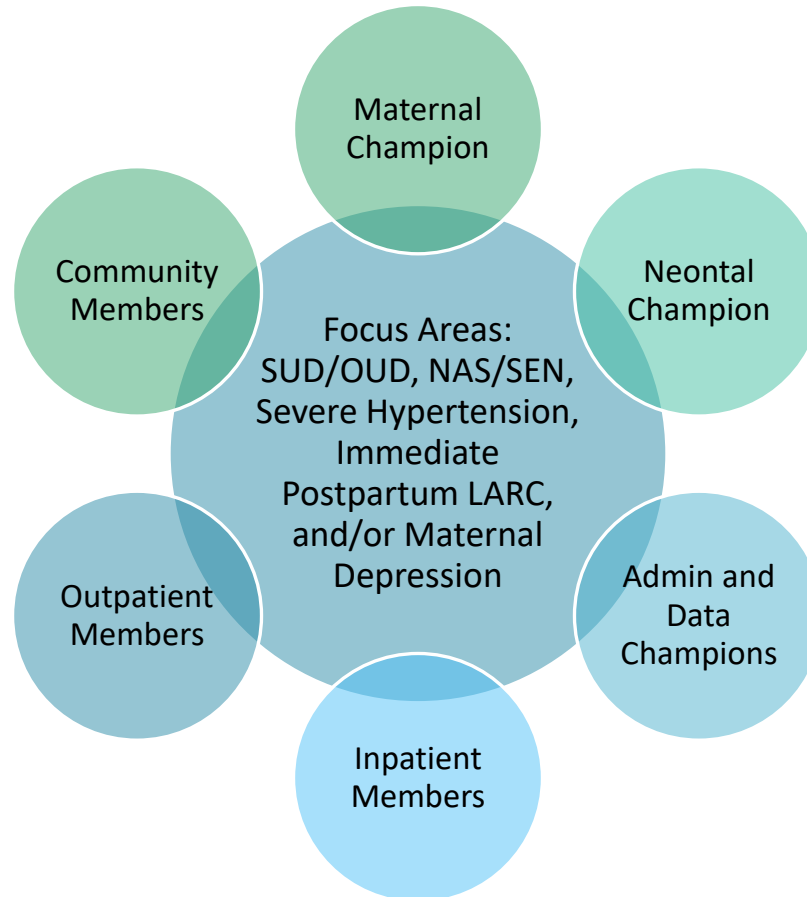 Maternal
Champion
Community
Members
Neontal
Champion
Focus Areas:
SUD/OUD, NAS/SEN,
Severe Hypertension,
Immediate
Postpartum LARC,
and/or Maternal
Depression
Outpatient
Members
Admin and
Data
Champions
Inpatient
Members